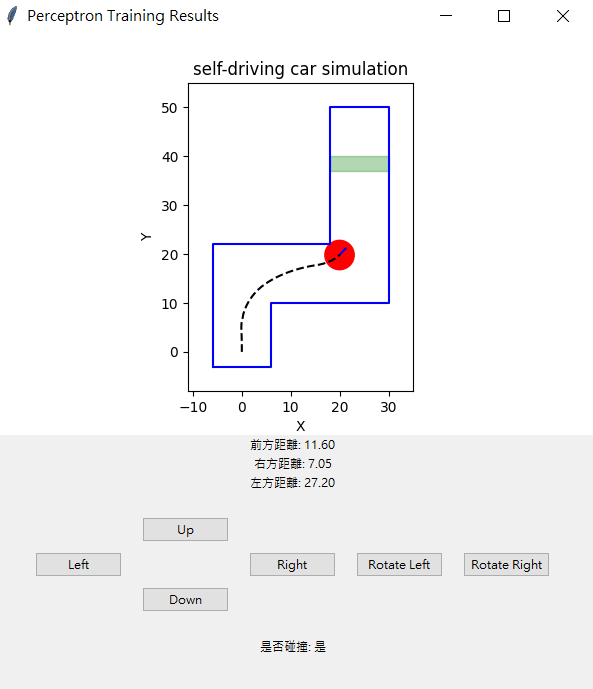 Perceptron Training Results
self-driving car simulation
50
40
30
20
10
0
Y
−10 0 10 20 30
X
前方距離: 11.60
右方距離: 7.05
左方距離: 27.20
Up
Left Right Rotate Left Rotate Right
Down
是否碰撞: 是